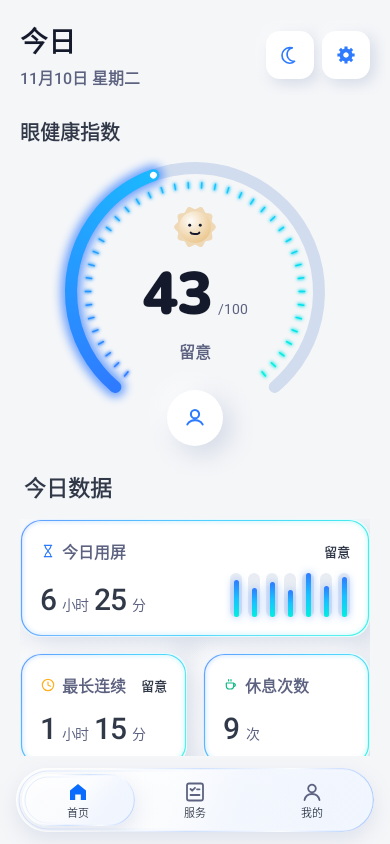 今日
11月10日 星期二
眼健康指数
43 /100
留意
今日数据
今日用屏 留意
6 小时 25 分
最长连续 留意
1 小时 15 分
休息次数
9 次
首页 服务 我的